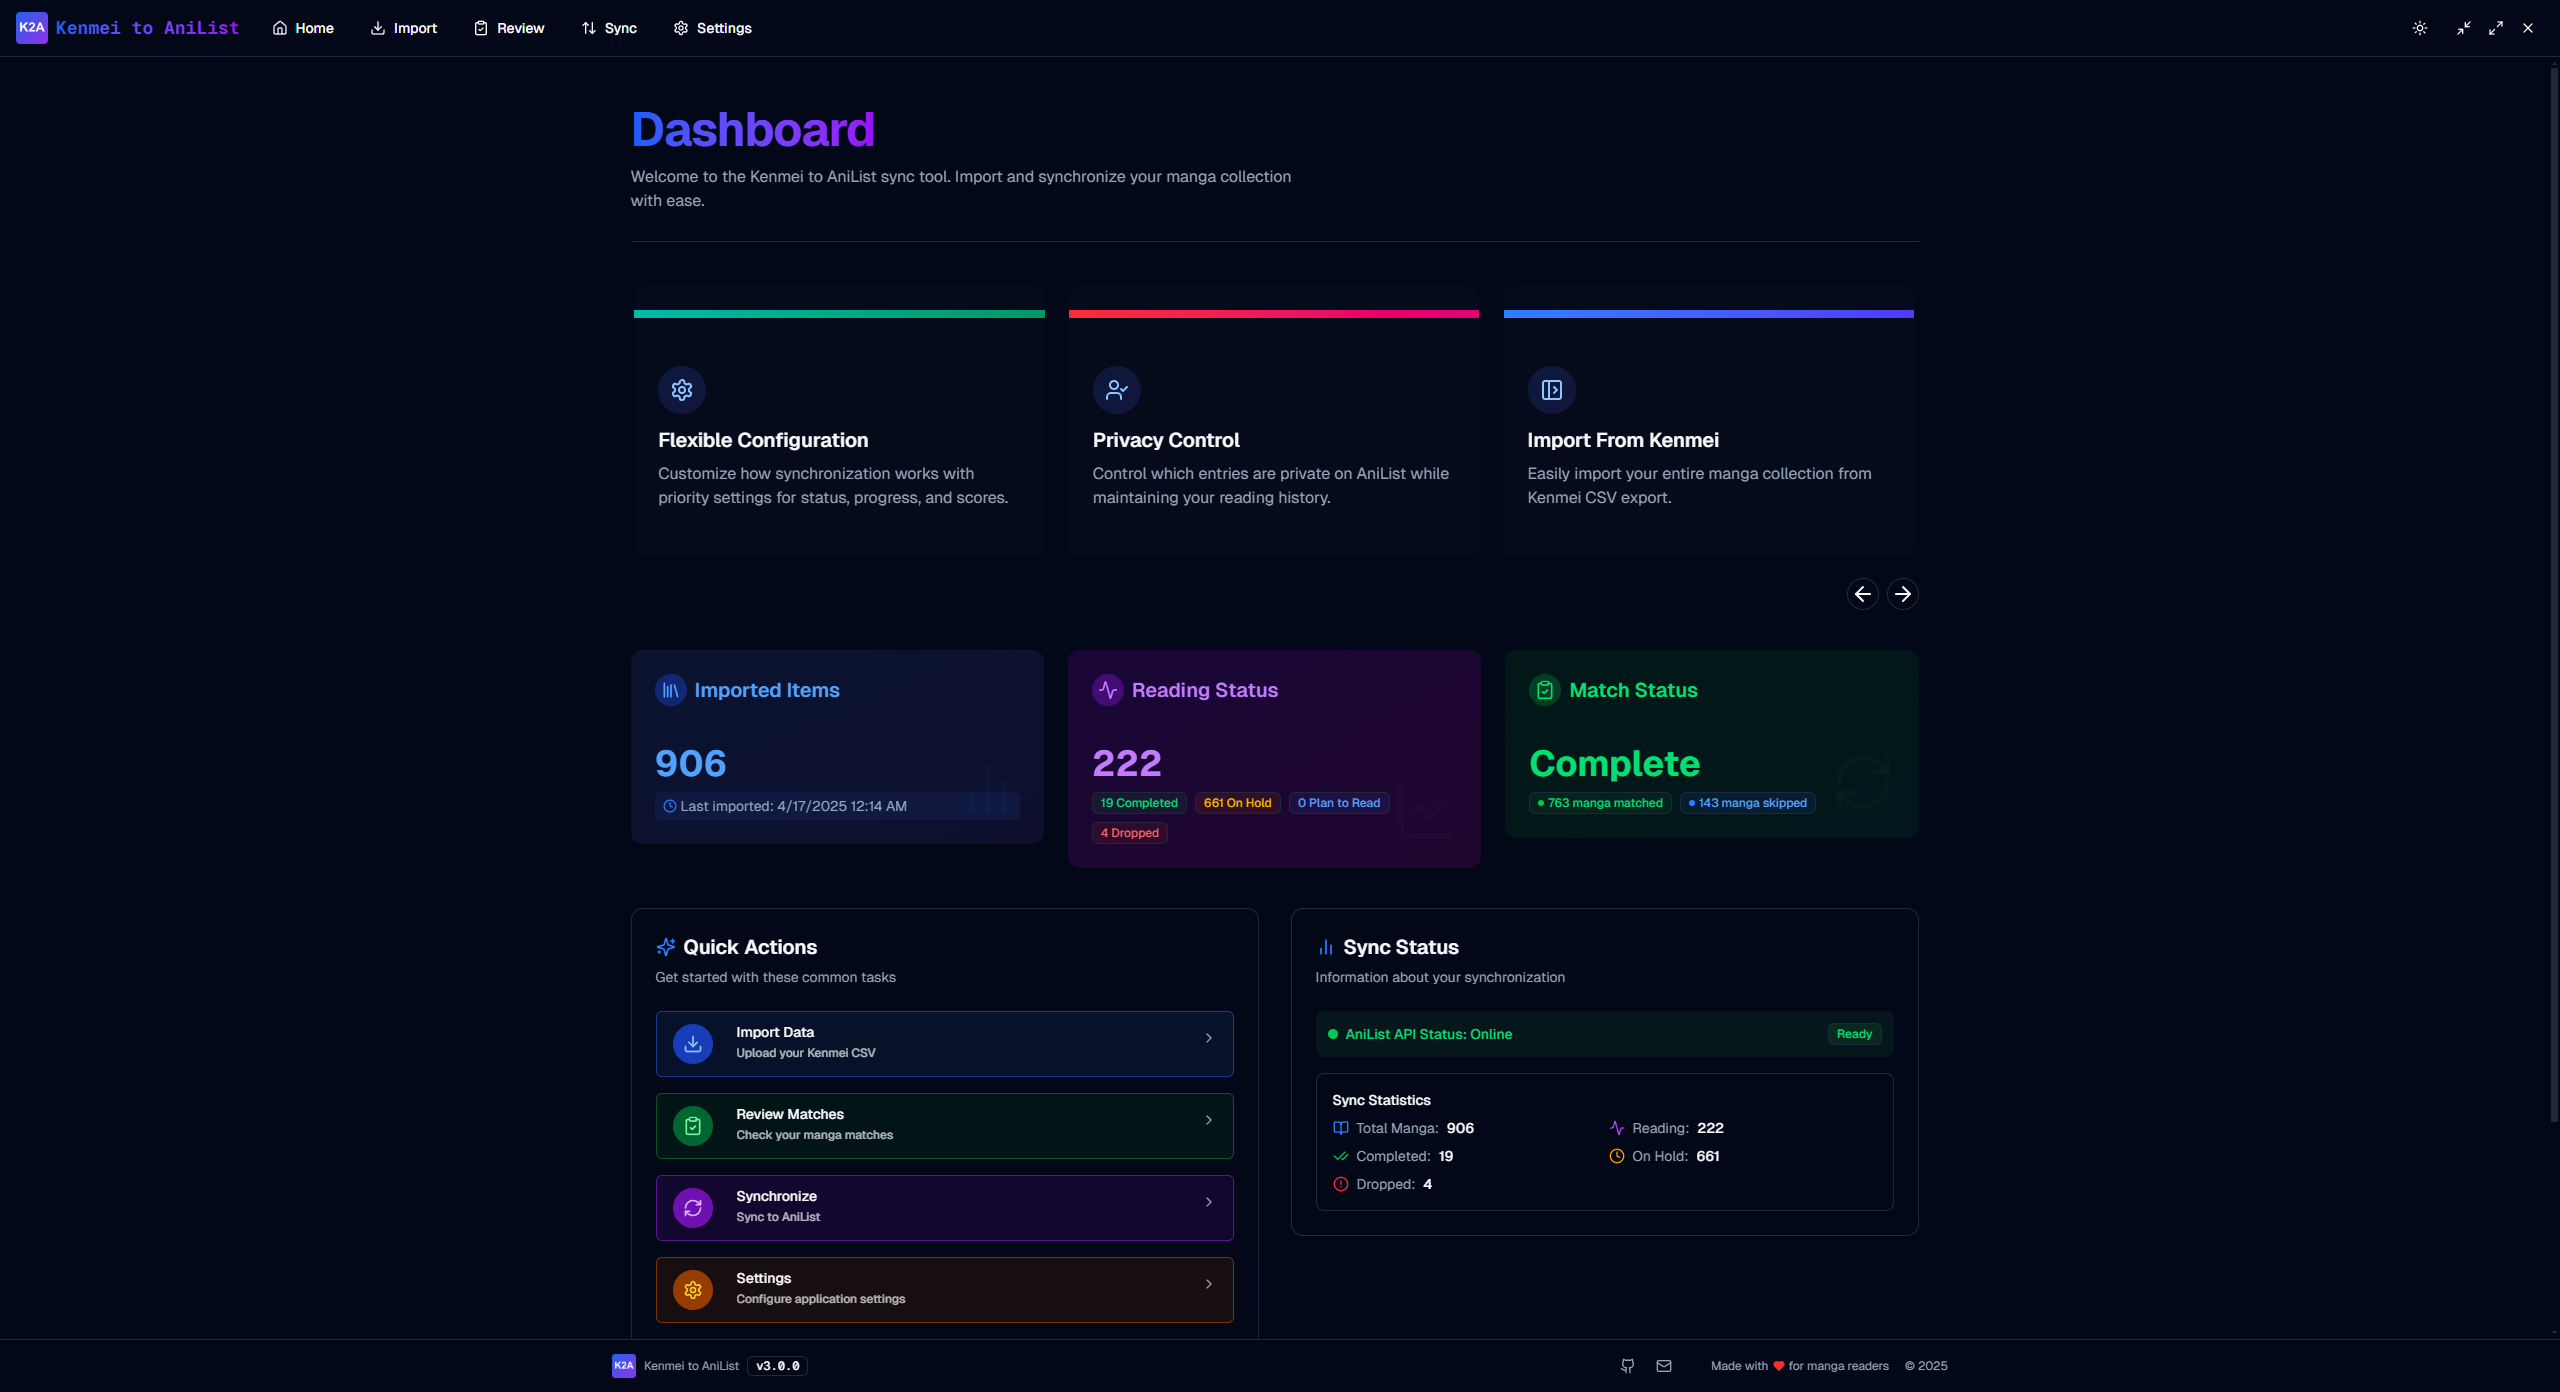 K2A Kenmei to AniList Home Import Review Sync Settings
Dashboard
Welcome to the Kenmei to AniList sync tool. Import and synchronize your manga collection
with ease.
Flexible Configuration
Customize how synchronization works with
priority settings for status, progress, and scores.
Privacy Control
Control which entries are private on AniList while
maintaining your reading history.
Import From Kenmei
Easily import your entire manga collection from
Kenmei CSV export.
Imported Items
906
Last imported: 4/17/2025 12:14 AM
Reading Status
222
19 Completed 661 On Hold 0 Plan to Read
4 Dropped
Match Status
Complete
763 manga matched 143 manga skipped
Quick Actions
Get started with these common tasks
Import Data
Upload your Kenmei CSV
Review Matches
Check your manga matches
Synchronize
Sync to AniList
Settings
Configure application settings
Sync Status
Information about your synchronization
AniList API Status: Online Ready
Sync Statistics
Total Manga: 906 Reading: 222
Completed: 19 On Hold: 661
Dropped: 4
K2A Kenmei to AniList v3.0.0 Made with ❤ for manga readers © 2025